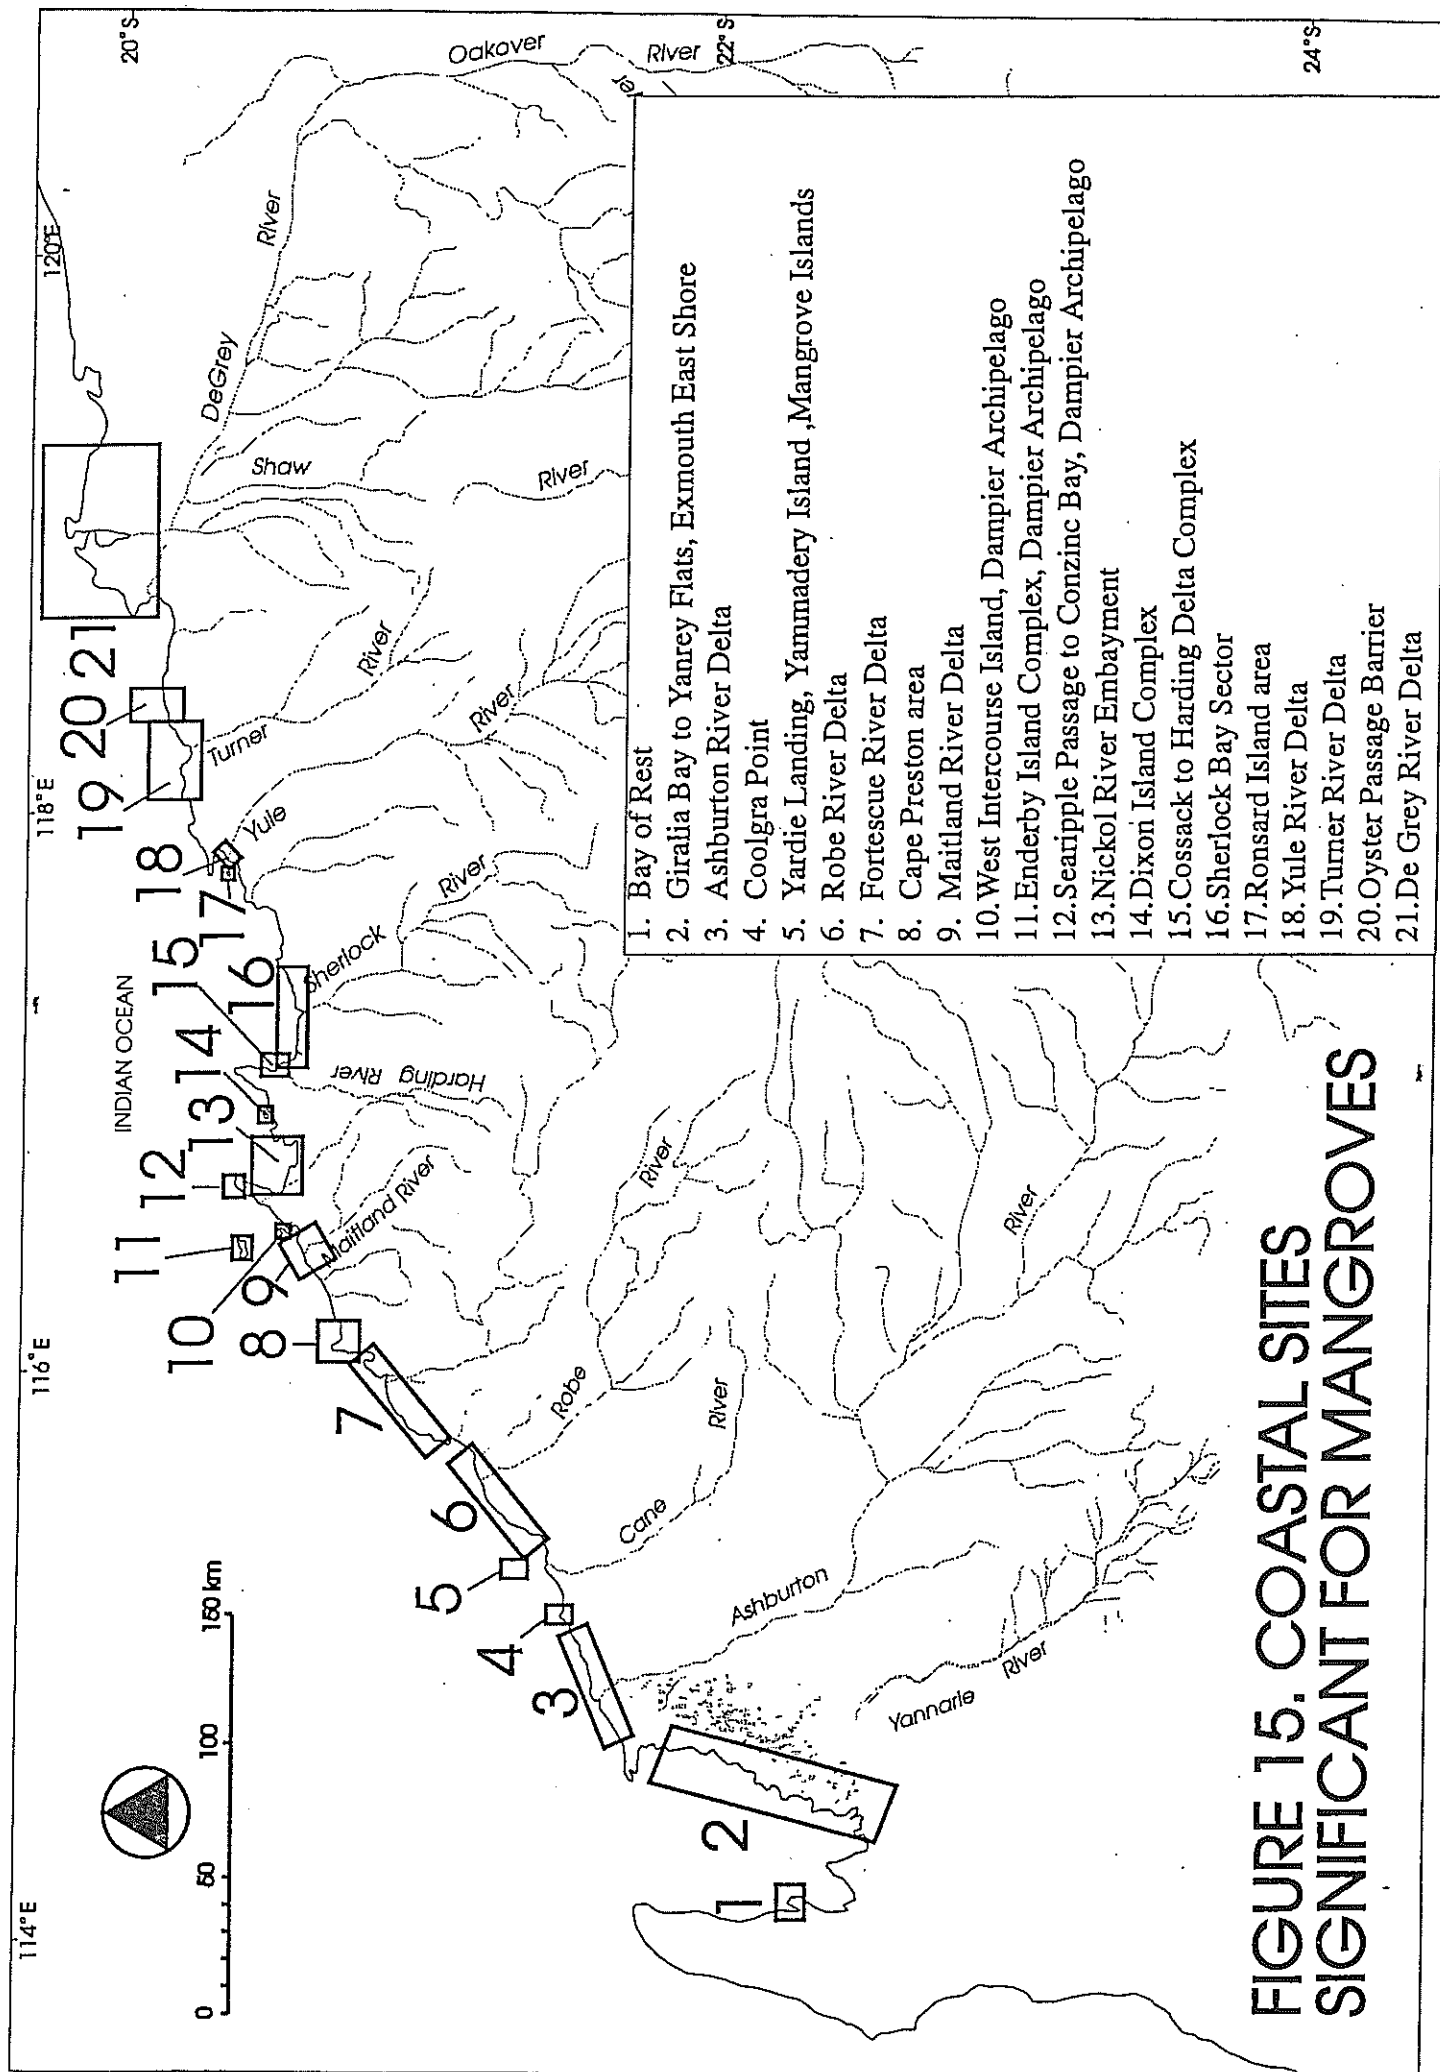 114°E
116°E
118°E
120°E
20°S
22°S
24°S
0
50
100
150 km
INDIAN OCEAN
1
2
3
4
5
6
7
8
9
10
11
12
13
14
15
16
17
18
19
20
21
Yannarie
River
Ashburton
River
Cane
River
Robe
River
Maitland River
Harding River
Sherlock
River
Yule
River
Turner
River
Shaw
River
DeGrey
River
Oakover
River
1. Bay of Rest
2. Giralia Bay to Yanrey Flats, Exmouth East Shore
3. Ashburton River Delta
4. Coolgra Point
5. Yardie Landing, Yammadery Island ,Mangrove Islands
6. Robe River Delta
7. Fortescue River Delta
8. Cape Preston area
9. Maitland River Delta
10.West Intercourse Island, Dampier Archipelago
11.Enderby Island Complex, Dampier Archipelago
12.Searipple Passage to Conzinc Bay, Dampier Archipelago
13.Nickol River Embayment
14.Dixon Island Complex
15.Cossack to Harding Delta Complex
16.Sherlock Bay Sector
17.Ronsard Island area
18.Yule River Delta
19.Turner River Delta
20.Oyster Passage Barrier
21.De Grey River Delta
FIGURE 15. COASTAL SITES
SIGNIFICANT FOR MANGROVES